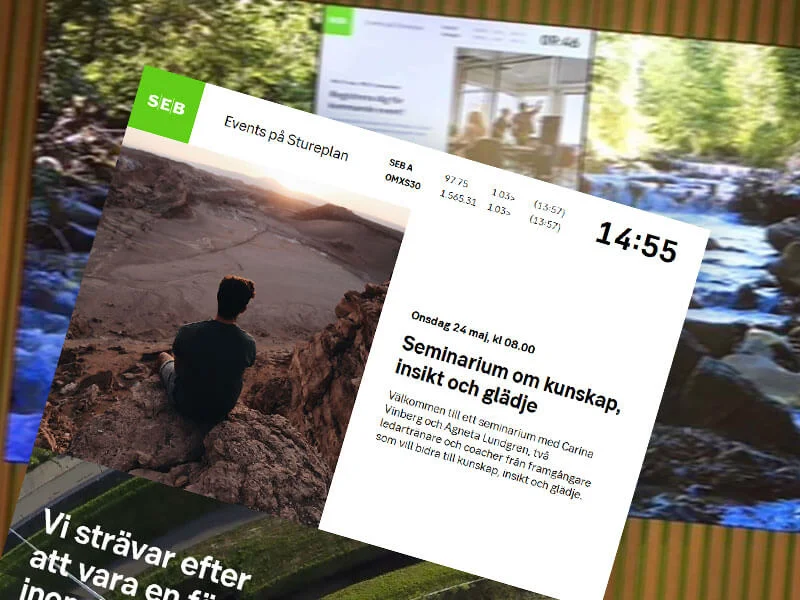 SEB
Events på Stureplan
SEB A 97.75 1.03> (13:57)
OMXS30 1.565.31 1.03> (13:57)
14:55
Onsdag 24 maj, kl 08.00
Seminarium om kunskap,
insikt och glädje
Välkommen till ett seminarium med Carina
Vinberg och Agneta Lundgren, två
ledartränare och coacher från framgångare
som vill bidra till kunskap, insikt och glädje.
Vi strävar efter
att vara en
SEB
Events på Stureplan
09:46